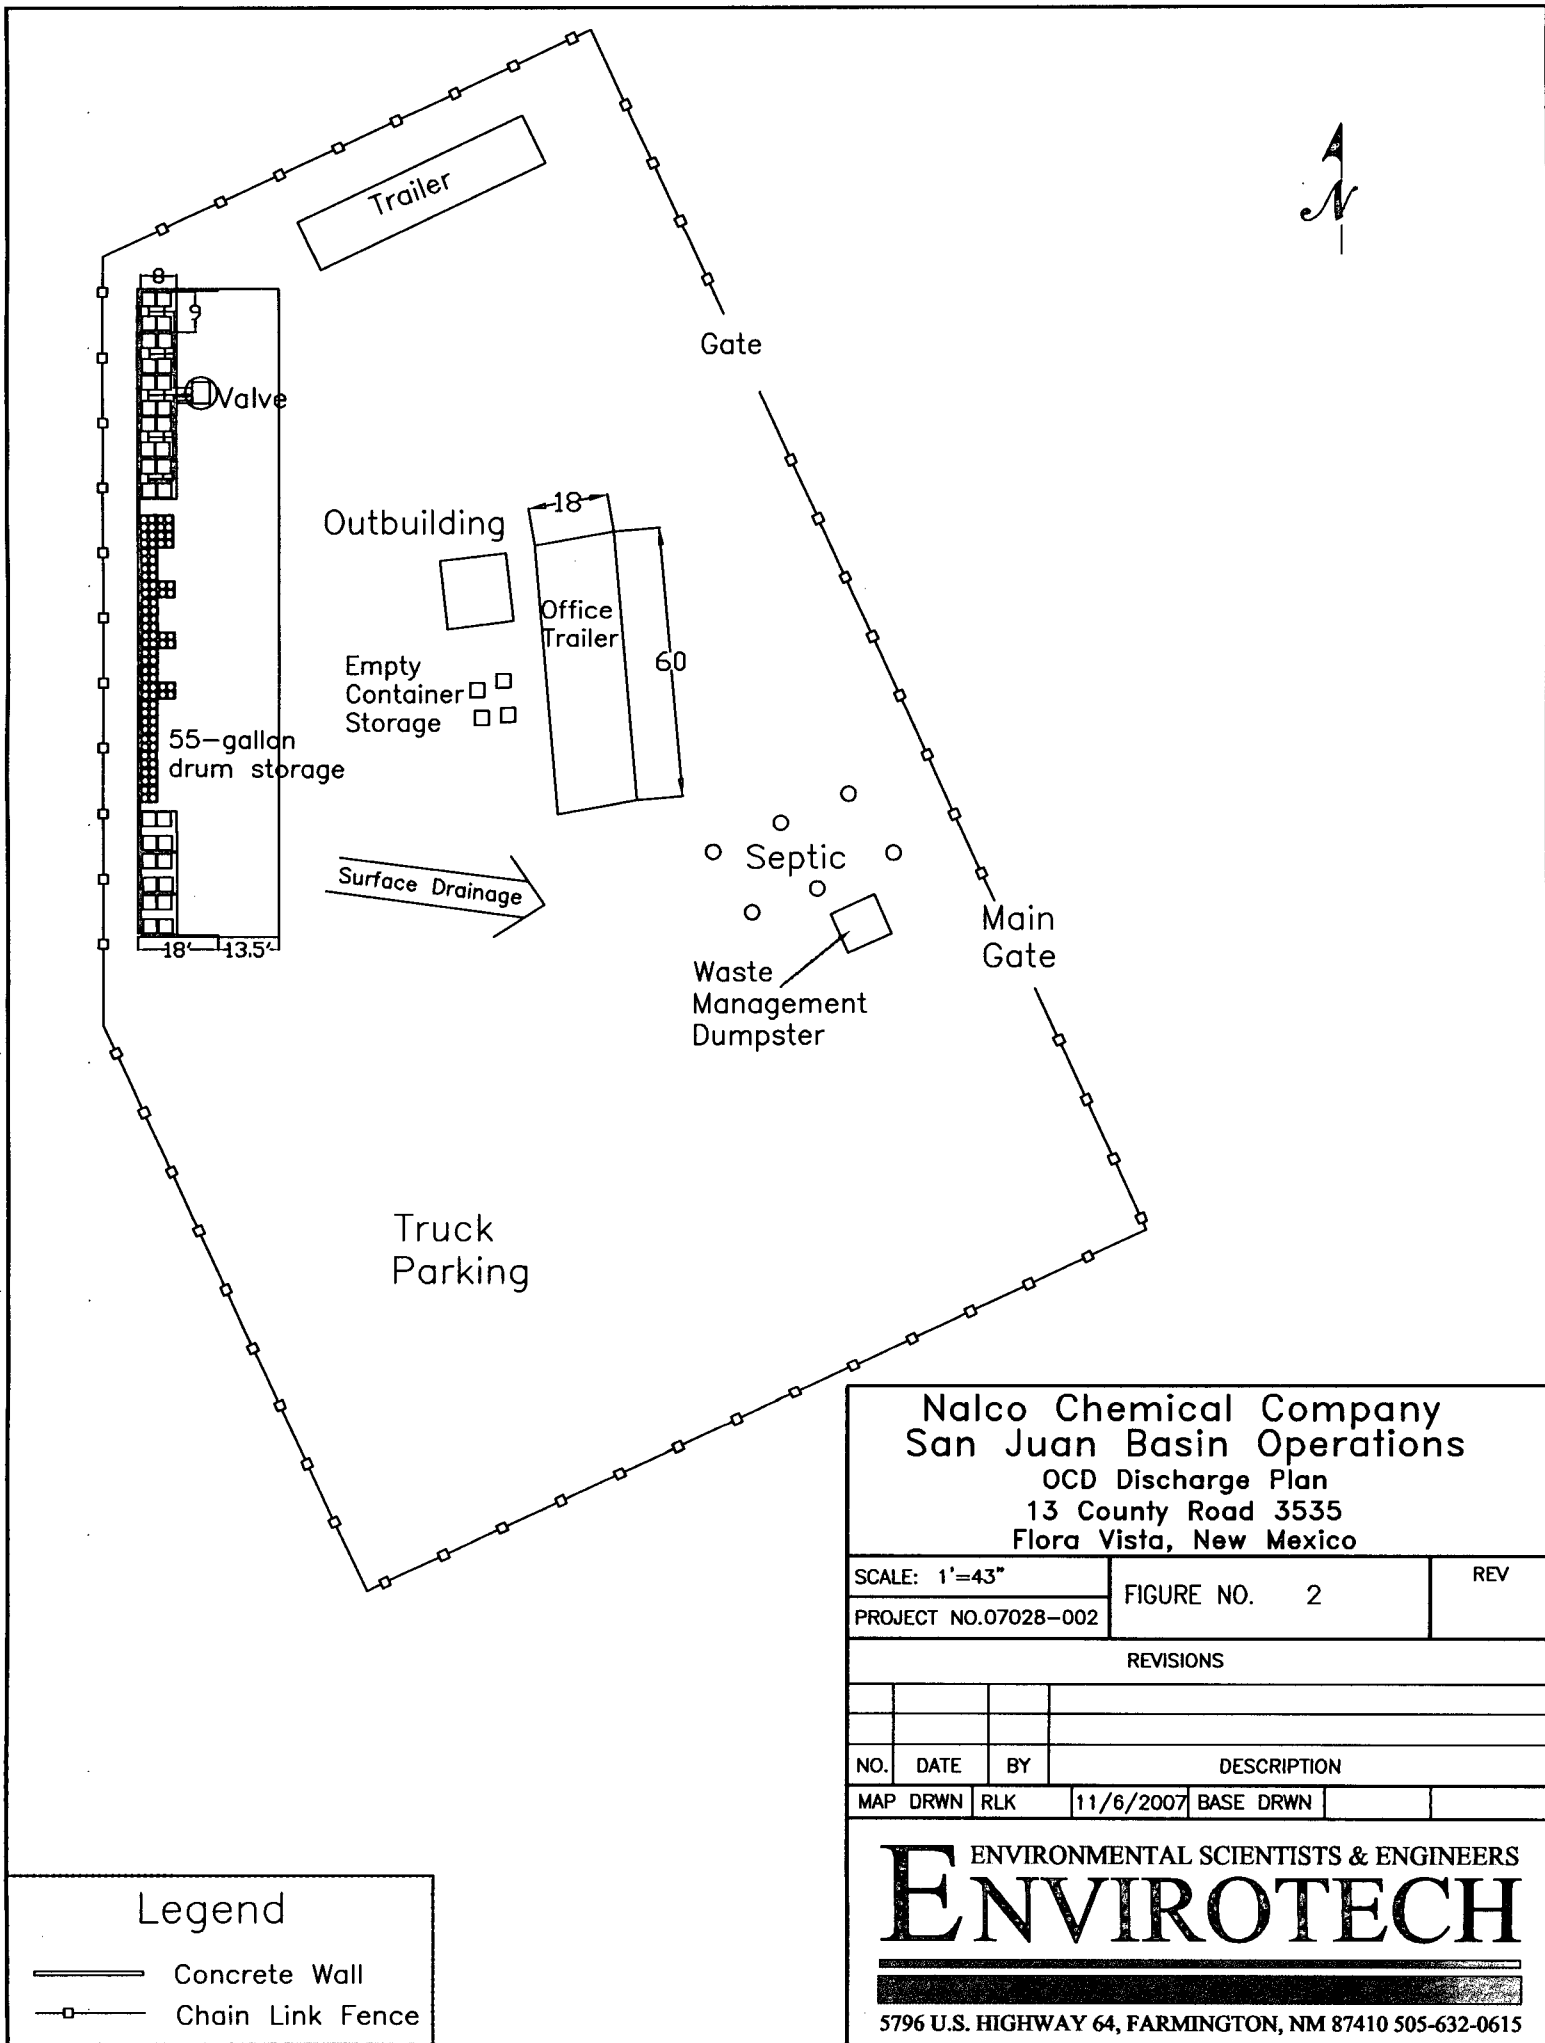 Trailer
N
8
9
Gate
Valve
18
Outbuilding
Office
Trailer
60
Empty
Container
Storage
55-gallon
drum storage
Septic
Surface Drainage
Main
Gate
18' 13.5'
Waste
Management
Dumpster
Truck
Parking
Nalco Chemical Company
San Juan Basin Operations
OCD Discharge Plan
13 County Road 3535
Flora Vista, New Mexico
SCALE: 1'=43"
FIGURE NO. 2
REV
PROJECT NO.07028-002
REVISIONS
NO. DATE BY DESCRIPTION
MAP DRWN RLK 11/6/2007 BASE DRWN
ENVIRONMENTAL SCIENTISTS & ENGINEERS
ENVIROTECH
5796 U.S. HIGHWAY 64, FARMINGTON, NM 87410 505-632-0615
Legend
Concrete Wall
Chain Link Fence